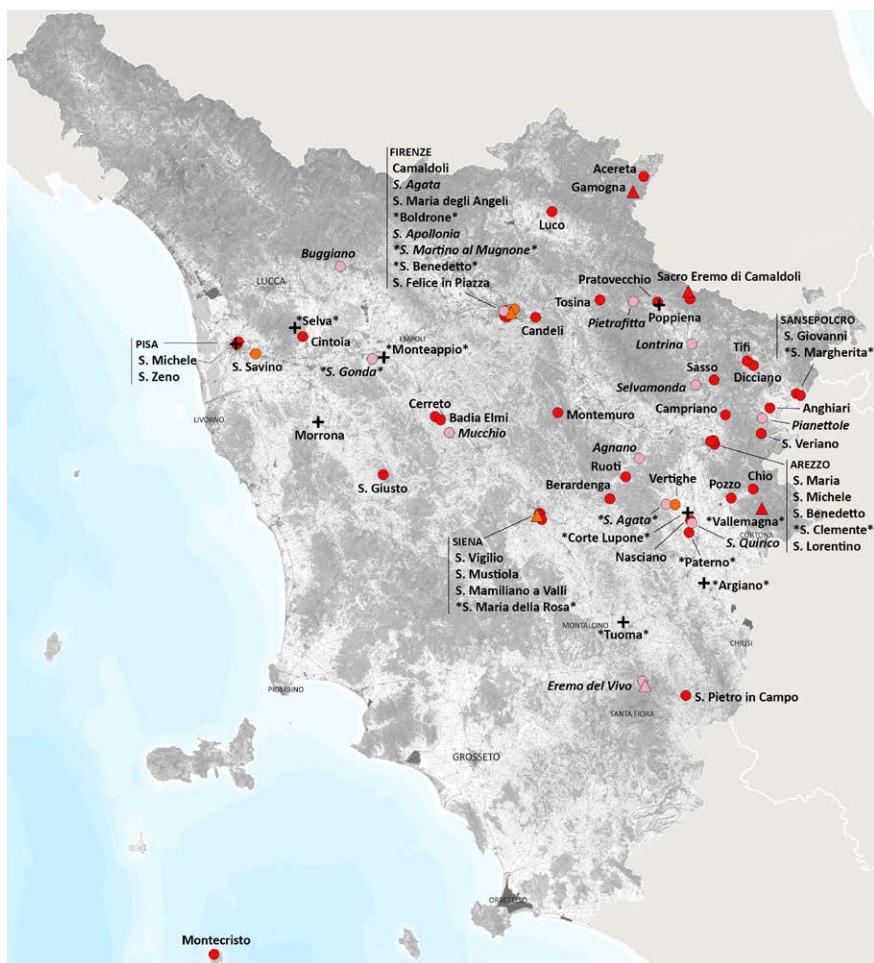 FIRENZE
Camaldoli
S. Agata
S. Maria degli Angeli
*Boldrone*
S. Apollonia
*S. Martino al Mugnone*
*S. Benedetto*
S. Felice in Piazza
Acereta
Gamogna
Luco
Buggiano
LUCCA
Sacro Eremo di Camaldoli
Pratovecchio
Tosina
Pietrafitta
Poppiena
Candeli
*Selva*
Cintoia
EMPOLI
*Monteappio*
*S. Gonda*
PISA
S. Michele
S. Zeno
S. Savino
LIVORNO
SANSEPOLCRO
S. Giovanni
*S. Margherita*
Lontrina
Tifi
Dicciano
Sasso
Selvamonda
Campriano
Anghiari
Pianettole
S. Veriano
Cerreto
Badia Elmi
Mucchio
Montemuro
Morrona
Agnano
Ruoti
S. Giusto
Berardenga
Vertighe
Pozzo
Chio
AREZZO
S. Maria
S. Michele
S. Benedetto
*S. Clemente*
S. Lorentino
*S. Agata*
*Vallemagna*
CORTONA
*Corte Lupone*
S. Quirico
Nasciano
*Paterno*
SIENA
S. Vigilio
S. Mustiola
S. Mamiliano a Valli
*S. Maria della Rosa*
*Argiano*
MONTALCINO
*Tuoma*
CHIUSI
Eremo del Vivo
S. Pietro in Campo
SANTA FIORA
PIOMBINO
GROSSETO
ORBETELLO
Montecristo